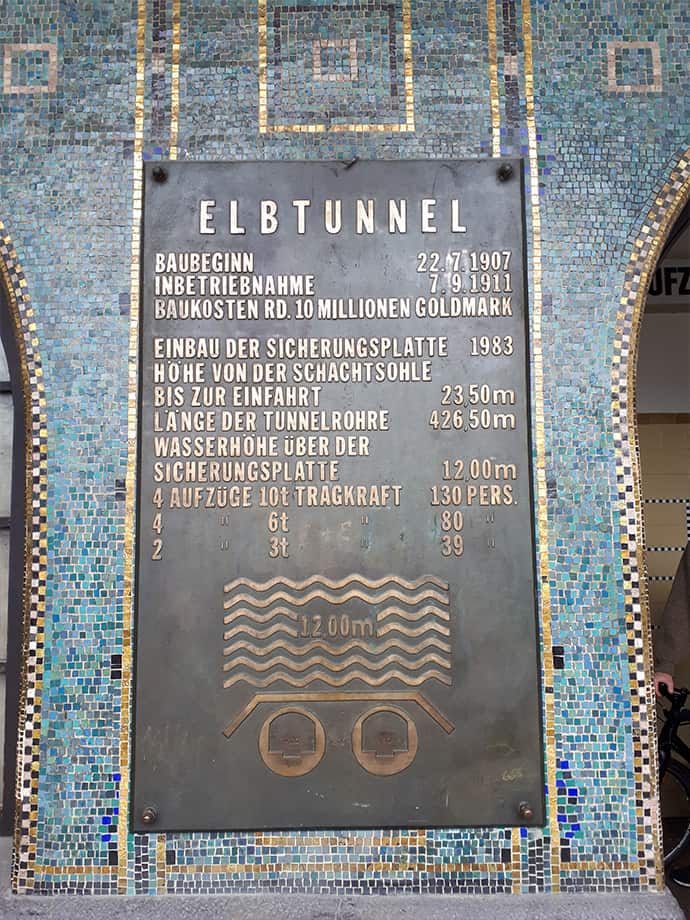 ELBTUNNEL
BAUBEGINN 22.7.1907
INBETRIEBNAHME 7.9.1911
BAUKOSTEN RD. 10 MILLIONEN GOLDMARK
EINBAU DER SICHERUNGSPLATTE 1983
HÖHE VON DER SCHACHTSOHLE
BIS ZUR EINFAHRT 23,50m
LÄNGE DER TUNNELROHRE 426,50m
WASSERHÖHE ÜBER DER
SICHERUNGSPLATTE 12,00m
4 AUFZÜGE 10t TRAGKRAFT 130 PERS.
4 " 6t " 80 "
2 " 3t " 39 "
12,00m